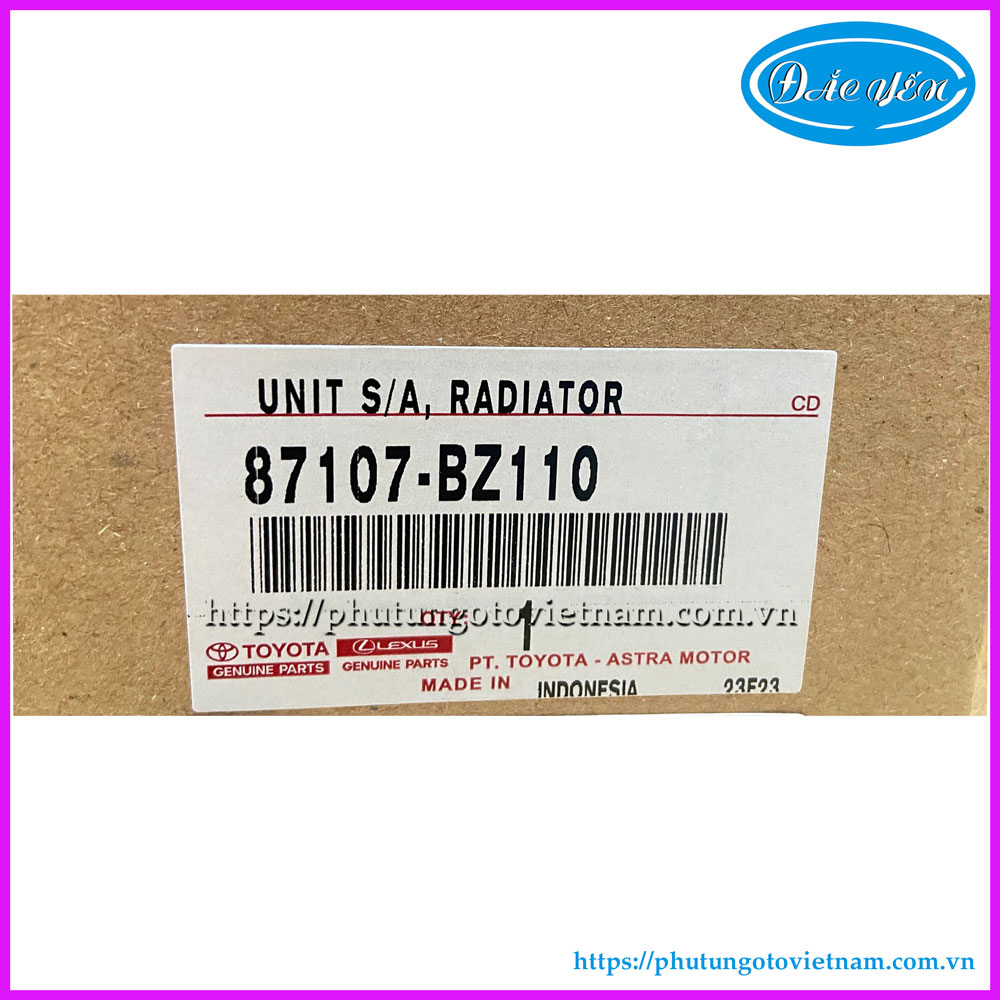 ĐẮC YẾN
UNIT S/A, RADIATOR
CD
87107-BZ110
https://phutungotovietnam.com.vn
QTY. 1
TOYOTA
GENUINE PARTS
LEXUS
GENUINE PARTS
PT. TOYOTA - ASTRA MOTOR
MADE IN INDONESIA
https://phutungotovietnam.com.vn